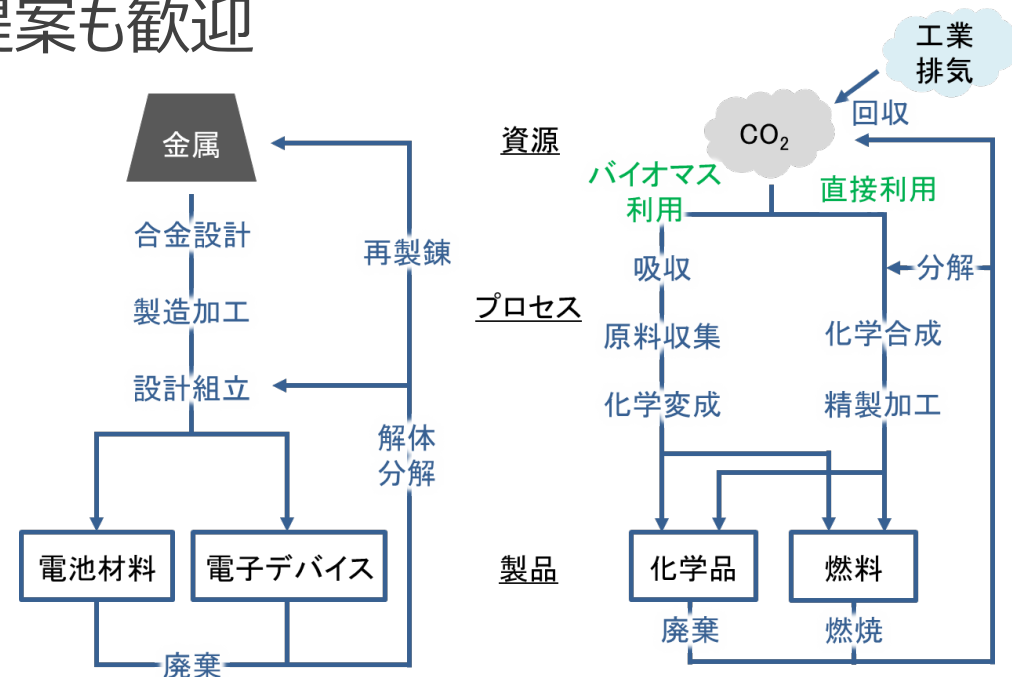 提案も歓迎
工業
排気
回収
金属
資源
CO₂
バイオマス
利用
直接利用
合金設計
再製錬
吸収
分解
製造加工
プロセス
原料収集
化学合成
設計組立
化学変成
精製加工
解体
分解
電池材料
電子デバイス
製品
化学品
燃料
廃棄
燃焼
廃棄